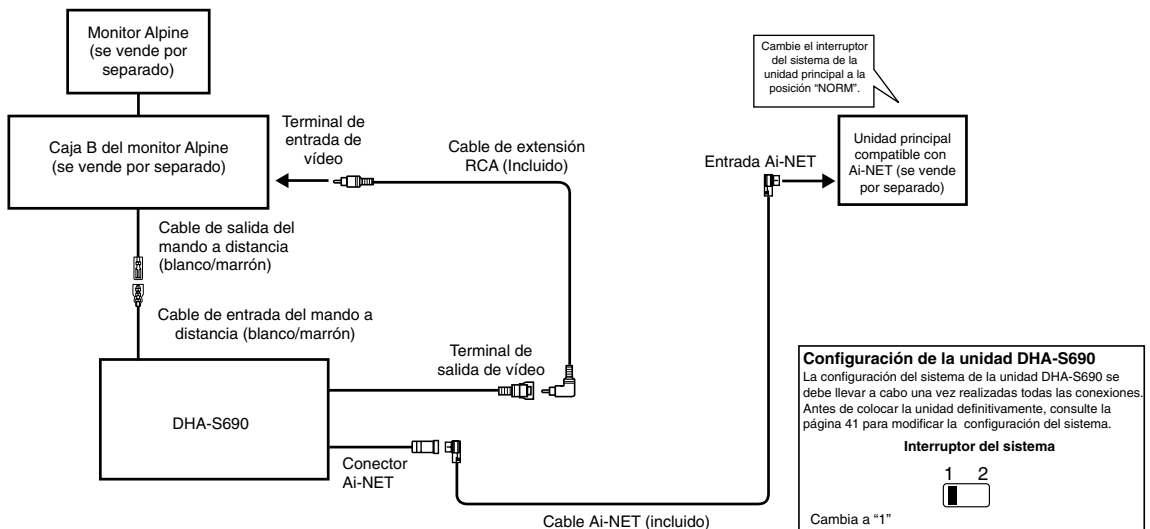 Monitor Alpine
(se vende por
separado)
Caja B del monitor Alpine
(se vende por separado)
Terminal de
entrada de
vídeo
Cable de extensión
RCA (Incluido)
Cable de salida del
mando a distancia
(blanco/marrón)
Cable de entrada del mando a
distancia (blanco/marrón)
DHA-S690
Terminal de
salida de vídeo
Conector
Ai-NET
Cable Ai-NET (incluido)
Entrada Ai-NET
Cambie el interruptor
del sistema de la
unidad principal a la
posición “NORM”.
Unidad principal
compatible con
Ai-NET (se vende
por separado)
Configuración de la unidad DHA-S690
La configuración del sistema de la unidad DHA-S690 se
debe llevar a cabo una vez realizadas todas las conexiones.
Antes de colocar la unidad definitivamente, consulte la
página 41 para modificar la configuración del sistema.
Interruptor del sistema
1 2
Cambia a “1”